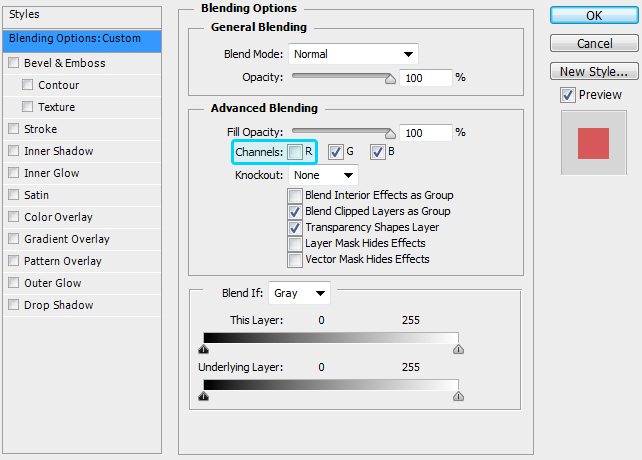 Styles
Blending Options: Custom
Bevel & Emboss
Contour
Texture
Stroke
Inner Shadow
Inner Glow
Satin
Color Overlay
Gradient Overlay
Pattern Overlay
Outer Glow
Drop Shadow
Blending Options
General Blending
Blend Mode: Normal
Opacity: 100 %
Advanced Blending
Fill Opacity: 100 %
Channels: R G B
Knockout: None
Blend Interior Effects as Group
Blend Clipped Layers as Group
Transparency Shapes Layer
Layer Mask Hides Effects
Vector Mask Hides Effects
Blend If: Gray
This Layer: 0 255
Underlying Layer: 0 255
OK
Cancel
New Style...
Preview